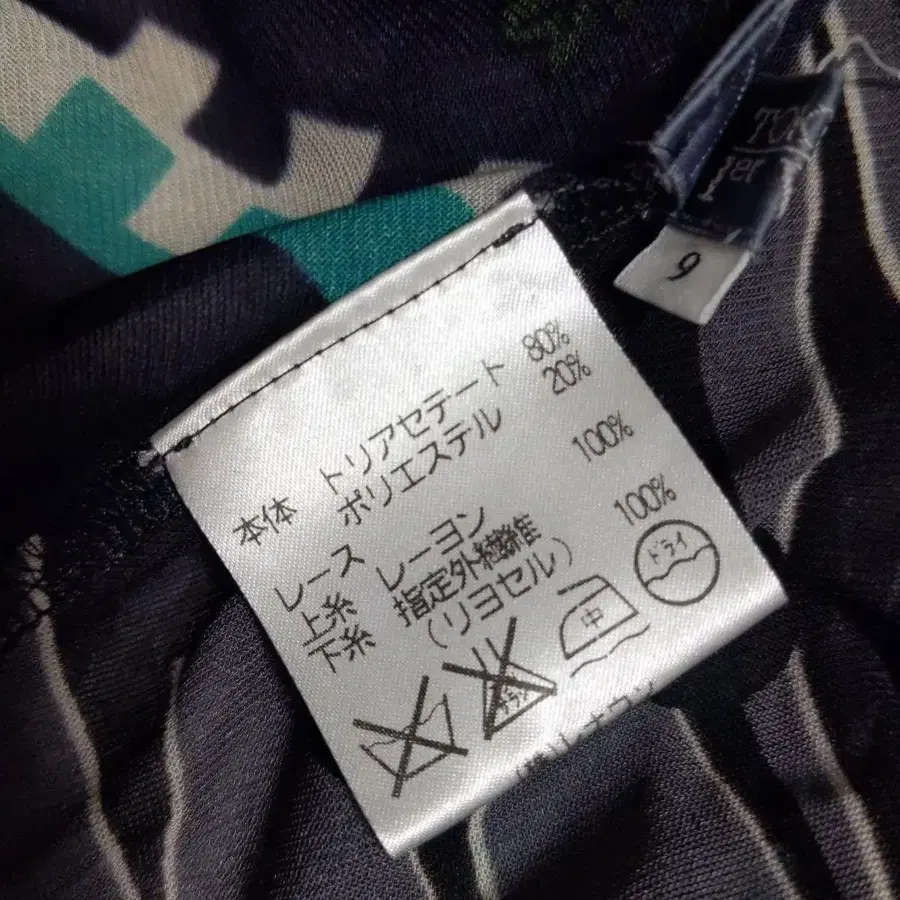 9
本体 トリアセテート 80%
ポリエステル 20%
レース
上糸 レーヨン 100%
下糸 指定外繊維 100%
(リヨセル)
中
ドライ